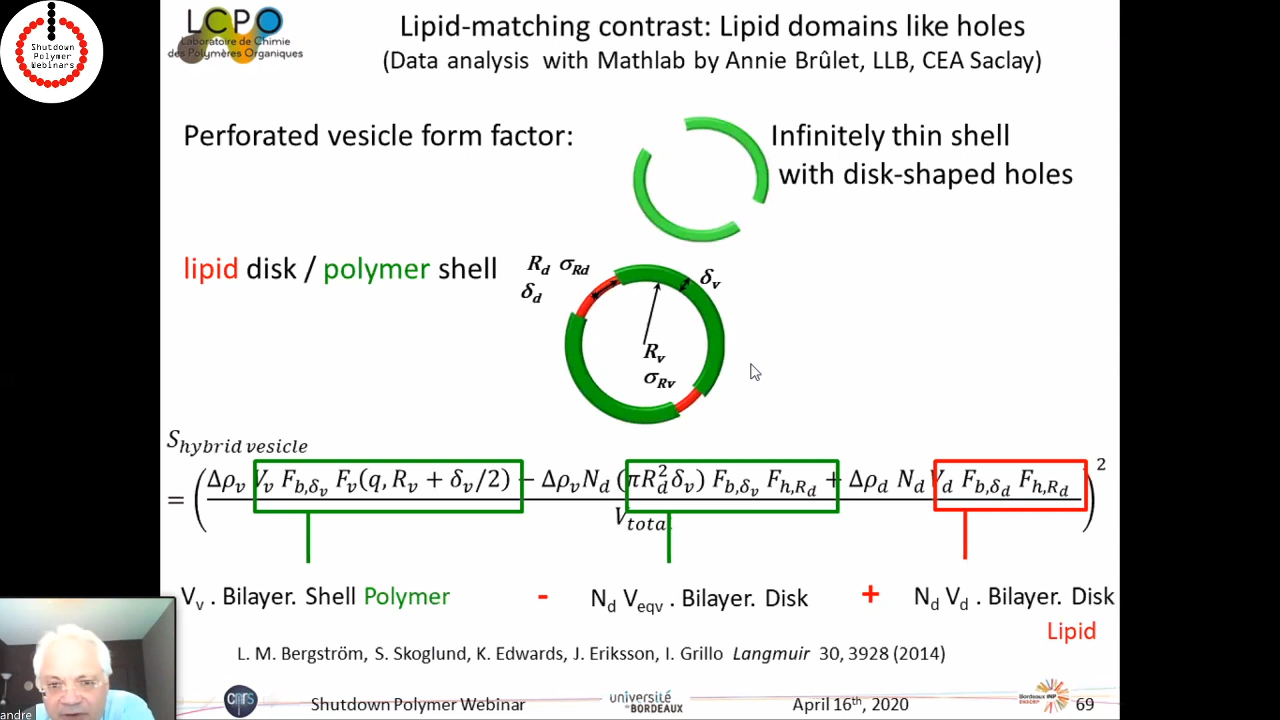 Shutdown
Polymer
Webinars
LCPO
Laboratoire de Chimie
des Polymères Organiques
Lipid-matching contrast: Lipid domains like holes
(Data analysis with Mathlab by Annie Brûlet, LLB, CEA Saclay)
Perforated vesicle form factor:
Infinitely thin shell
with disk-shaped holes
lipid disk / polymer shell
R_d σ_Rd
δ_d
δ_v
R_v
σ_Rv
S_hybrid vesicle
= ( Δρ_v V_v F_b,δ_v F_v(q, R_v + δ_v/2) − Δρ_v N_d (πR_d^2 δ_v) F_b,δ_v F_h,R_d + Δρ_d N_d V_d F_b,δ_d F_h,R_d )^2
V_total
V_v . Bilayer. Shell Polymer - N_d V_eqv . Bilayer. Disk + N_d V_d . Bilayer. Disk
Lipid
L. M. Bergström, S. Skoglund, K. Edwards, J. Eriksson, I. Grillo Langmuir 30, 3928 (2014)
andre
cnrs
Shutdown Polymer Webinar
université
de BORDEAUX
April 16th, 2020
Bordeaux INP
69